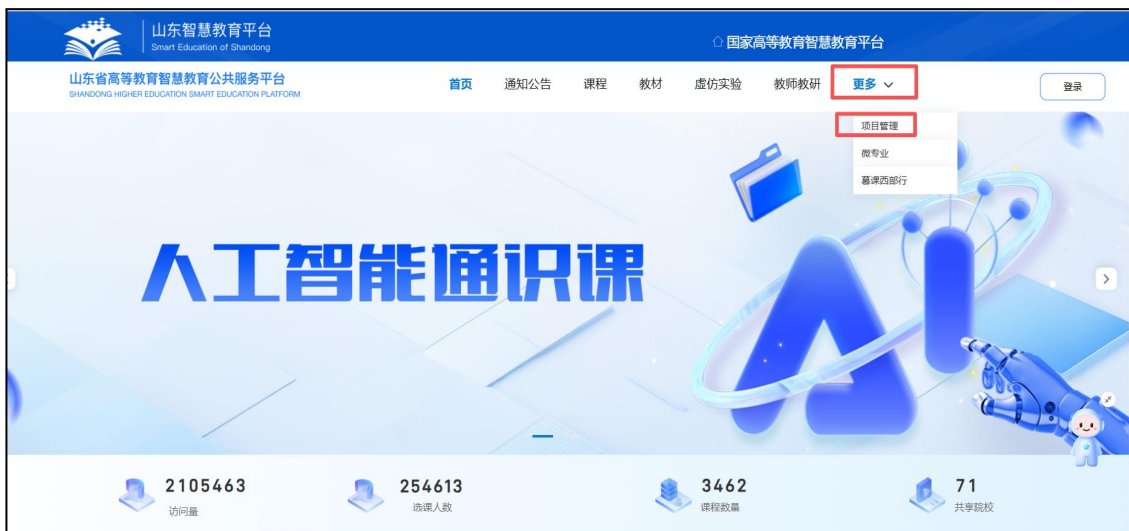 山东智慧教育平台
Smart Education of Shandong
国家高等教育智慧教育平台
山东省高等教育智慧教育公共服务平台
SHANDONG HIGHER EDUCATION SMART EDUCATION PLATFORM
首页 通知公告 课程 教材 虚仿实验 教师教研 更多
登录
项目管理
微专业
慕课西部行
人工智能通识课
AI
2105463
访问量
254613
选课人数
3462
课程数量
71
共享院校